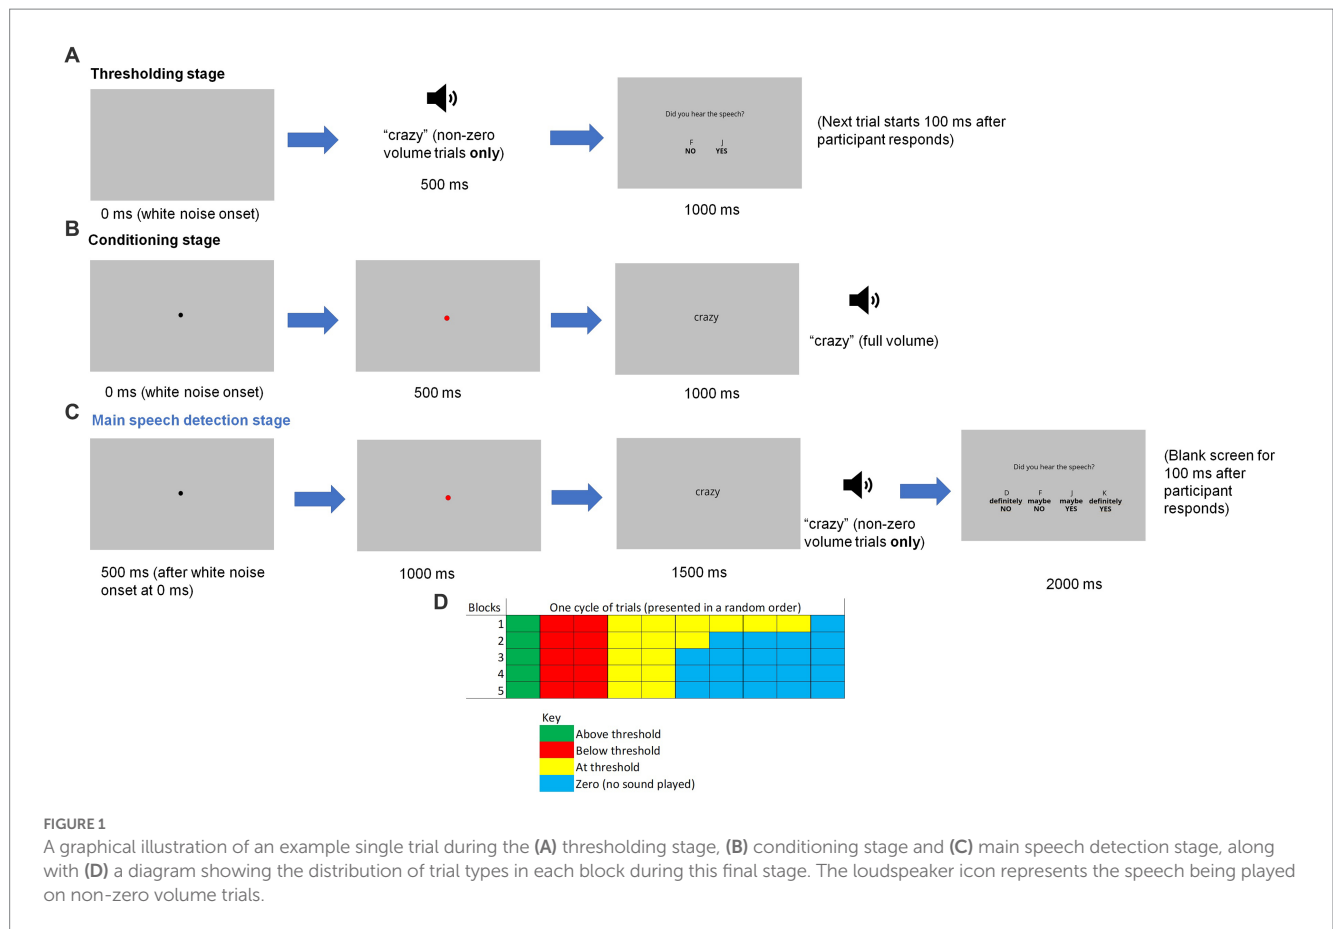 A
Thresholding stage
“crazy” (non-zero
volume trials only)
500 ms
Did you hear the speech?
F J
NO YES
(Next trial starts 100 ms after
participant responds)
0 ms (white noise onset)
1000 ms
B
Conditioning stage
crazy
“crazy” (full volume)
0 ms (white noise onset)
500 ms
1000 ms
C
Main speech detection stage
crazy
“crazy” (non-zero
volume trials only)
Did you hear the speech?
D F J K
definitely maybe maybe definitely
NO NO YES YES
(Blank screen for
100 ms after
participant
responds)
500 ms (after white noise
onset at 0 ms)
1000 ms
1500 ms
2000 ms
D
Blocks One cycle of trials (presented in a random order)
1
2
3
4
5
Key
Above threshold
Below threshold
At threshold
Zero (no sound played)
FIGURE 1
A graphical illustration of an example single trial during the (A) thresholding stage, (B) conditioning stage and (C) main speech detection stage, along
with (D) a diagram showing the distribution of trial types in each block during this final stage. The loudspeaker icon represents the speech being played
on non-zero volume trials.